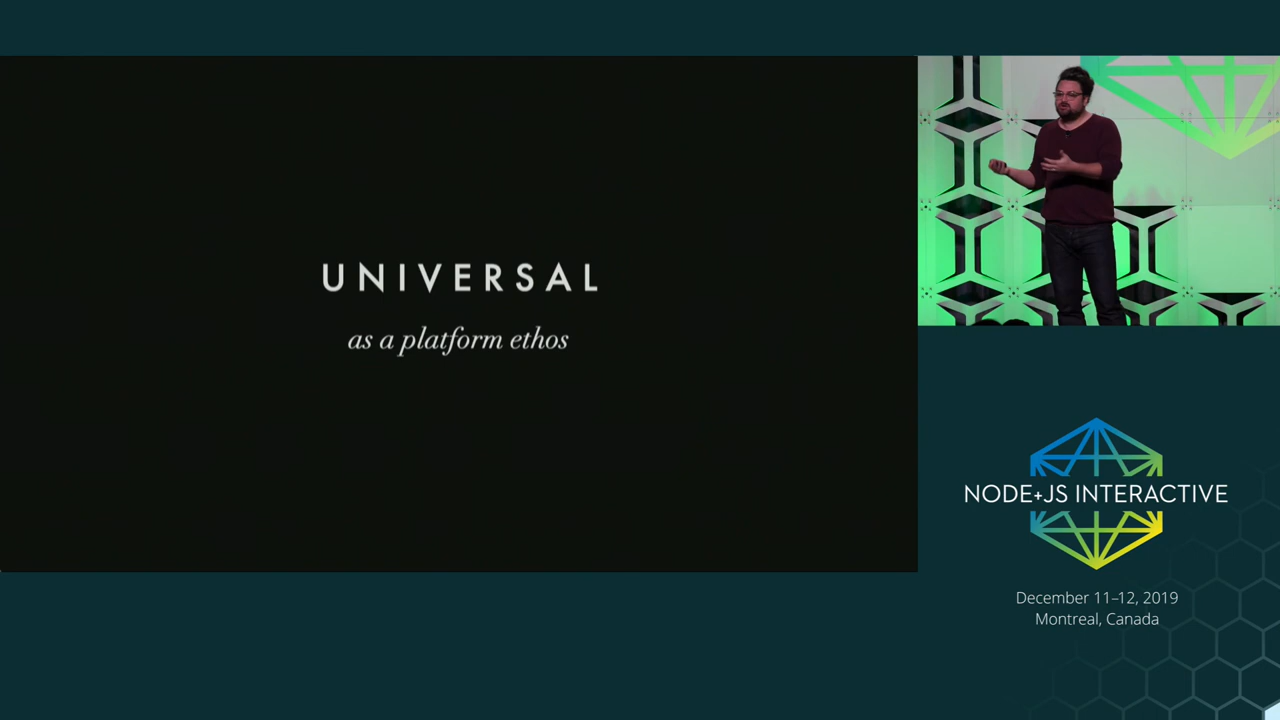 UNIVERSAL
as a platform ethos
NODE+JS INTERACTIVE
December 11–12, 2019
Montreal, Canada